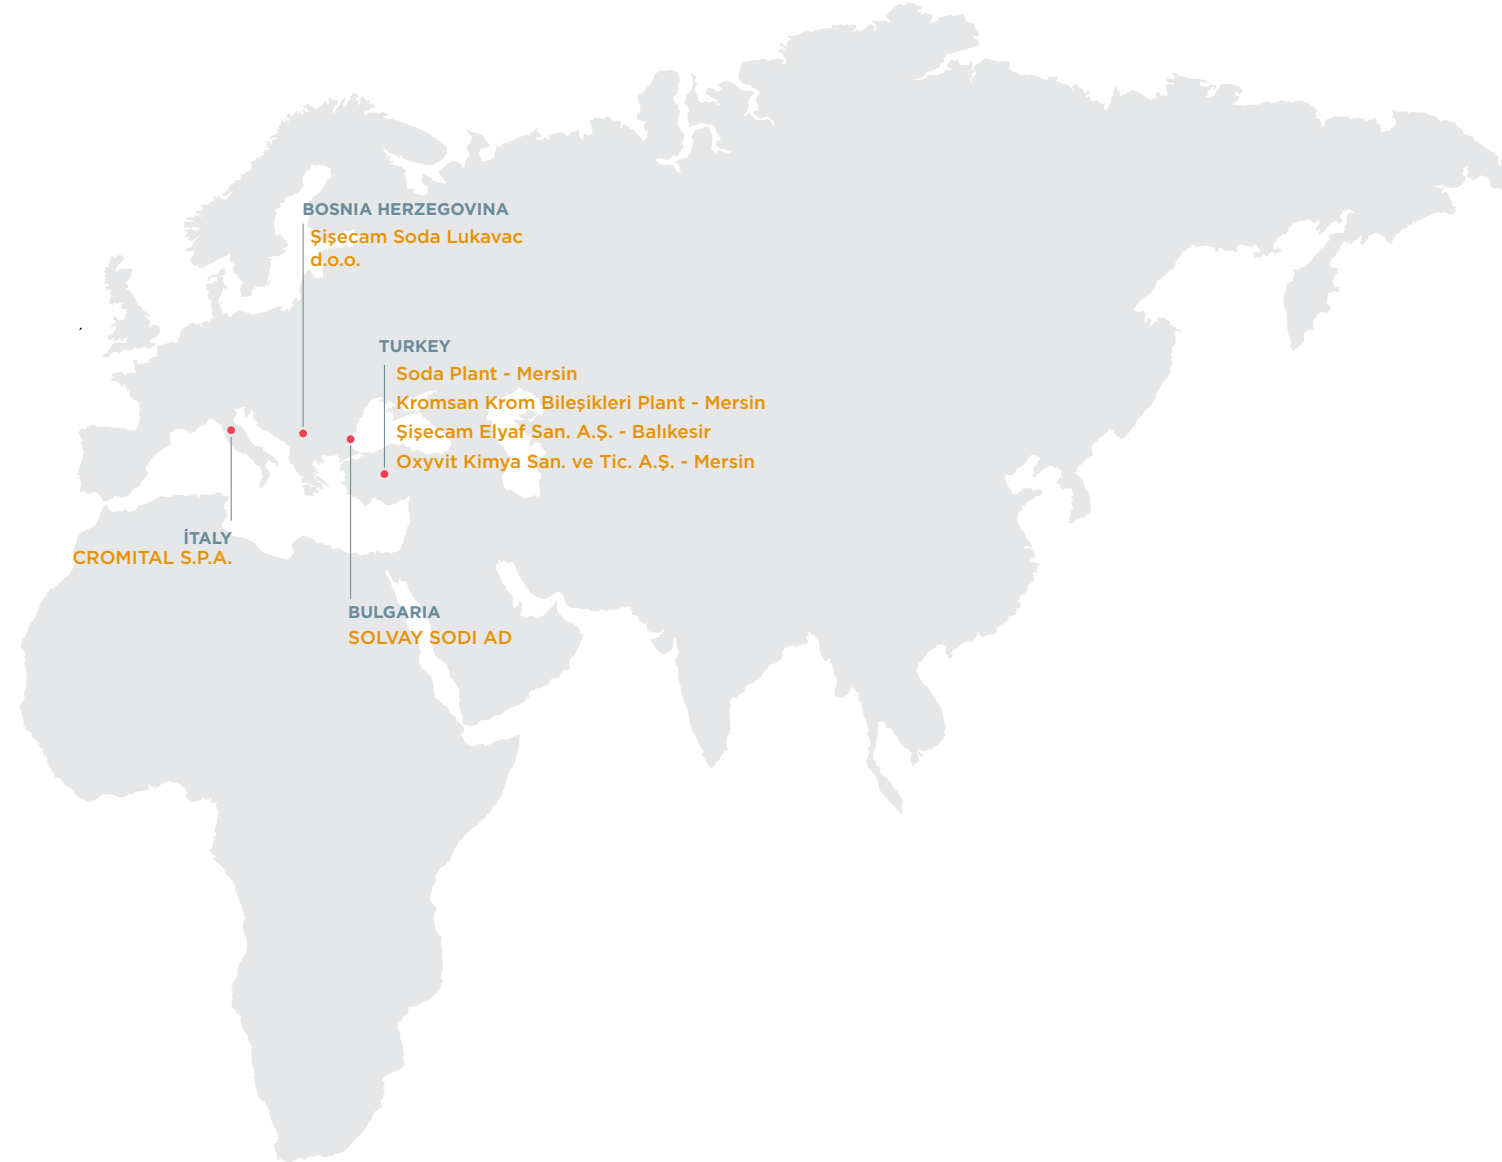 BOSNIA HERZEGOVINA
Şişecam Soda Lukavac
d.o.o.
TURKEY
Soda Plant - Mersin
Kromsan Krom Bileşikleri Plant - Mersin
Şişecam Elyaf San. A.Ş. - Balıkesir
Oxyvit Kimya San. ve Tic. A.Ş. - Mersin
İTALY
CROMITAL S.P.A.
BULGARIA
SOLVAY SODI AD